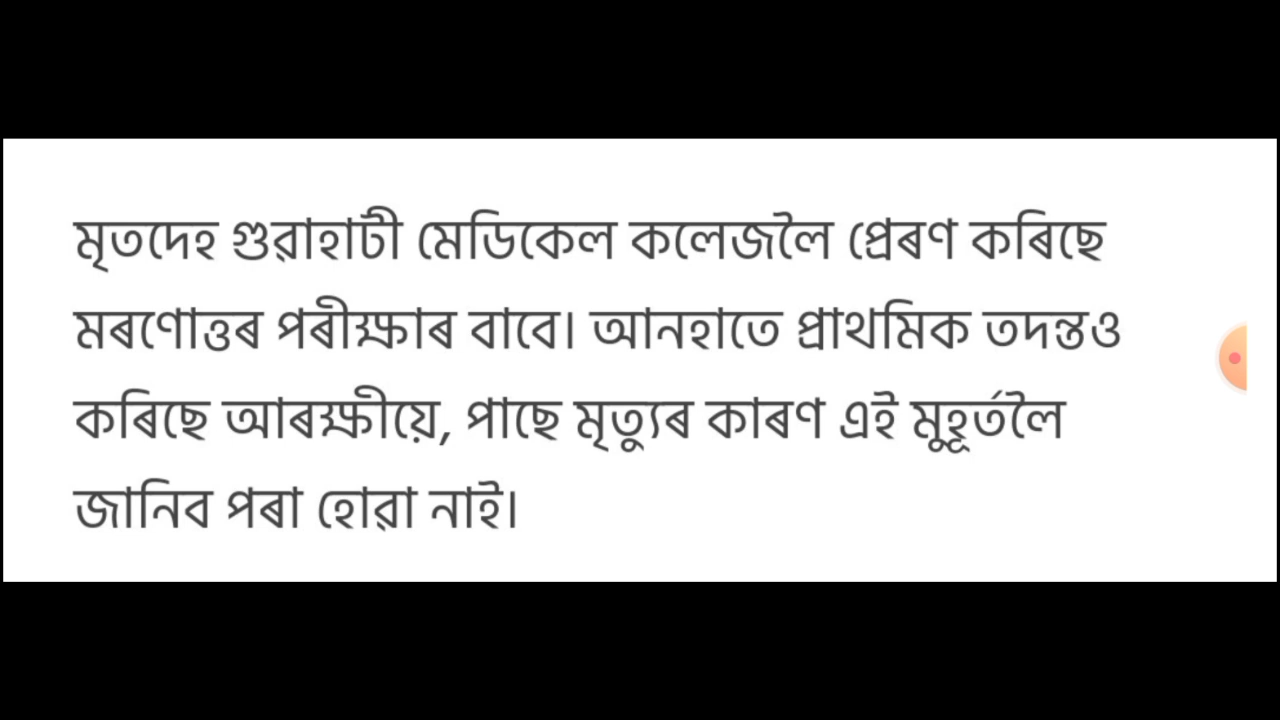 মৃতদেহ গুৱাহাটী মেডিকেল কলেজলৈ প্ৰেৰণ কৰিছে
মৰণোত্তৰ পৰীক্ষাৰ বাবে। আনহাতে প্ৰাথমিক তদন্তও
কৰিছে আৰক্ষীয়ে, পাছে মৃত্যুৰ কাৰণ এই মুহূৰ্তলৈ
জানিব পৰা হোৱা নাই।